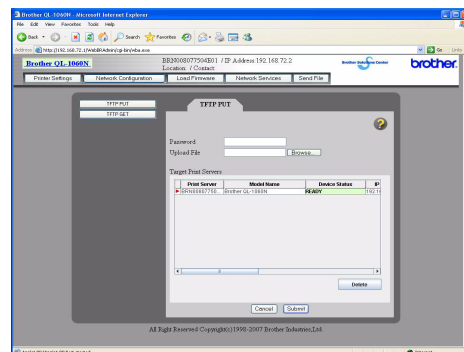 Brother QL-1060N - Microsoft Internet Explorer
File Edit View Favorites Tools Help
Back Search Favorites
Address http://192.168.72.1/WebBRAdmin/cgi-bin/wba.exe Go Links
Brother QL-1060N BRN008077504E01 / IP Address 192.168.72.2 Brother Solutions Center brother
Location: / Contact:
Printer Settings Network Configuration Load Firmware Network Services Send File
TFTP PUT
TFTP GET
TFTP PUT
Password
Upload File Browse...
Target Print Servers
Print Server Model Name Device Status IP
BRN00807750... Brother QL-1060N READY 192.16
Delete
Cancel Submit
All Right Reserved Copyright(c)1998-2007 Brother Industries,Ltd.